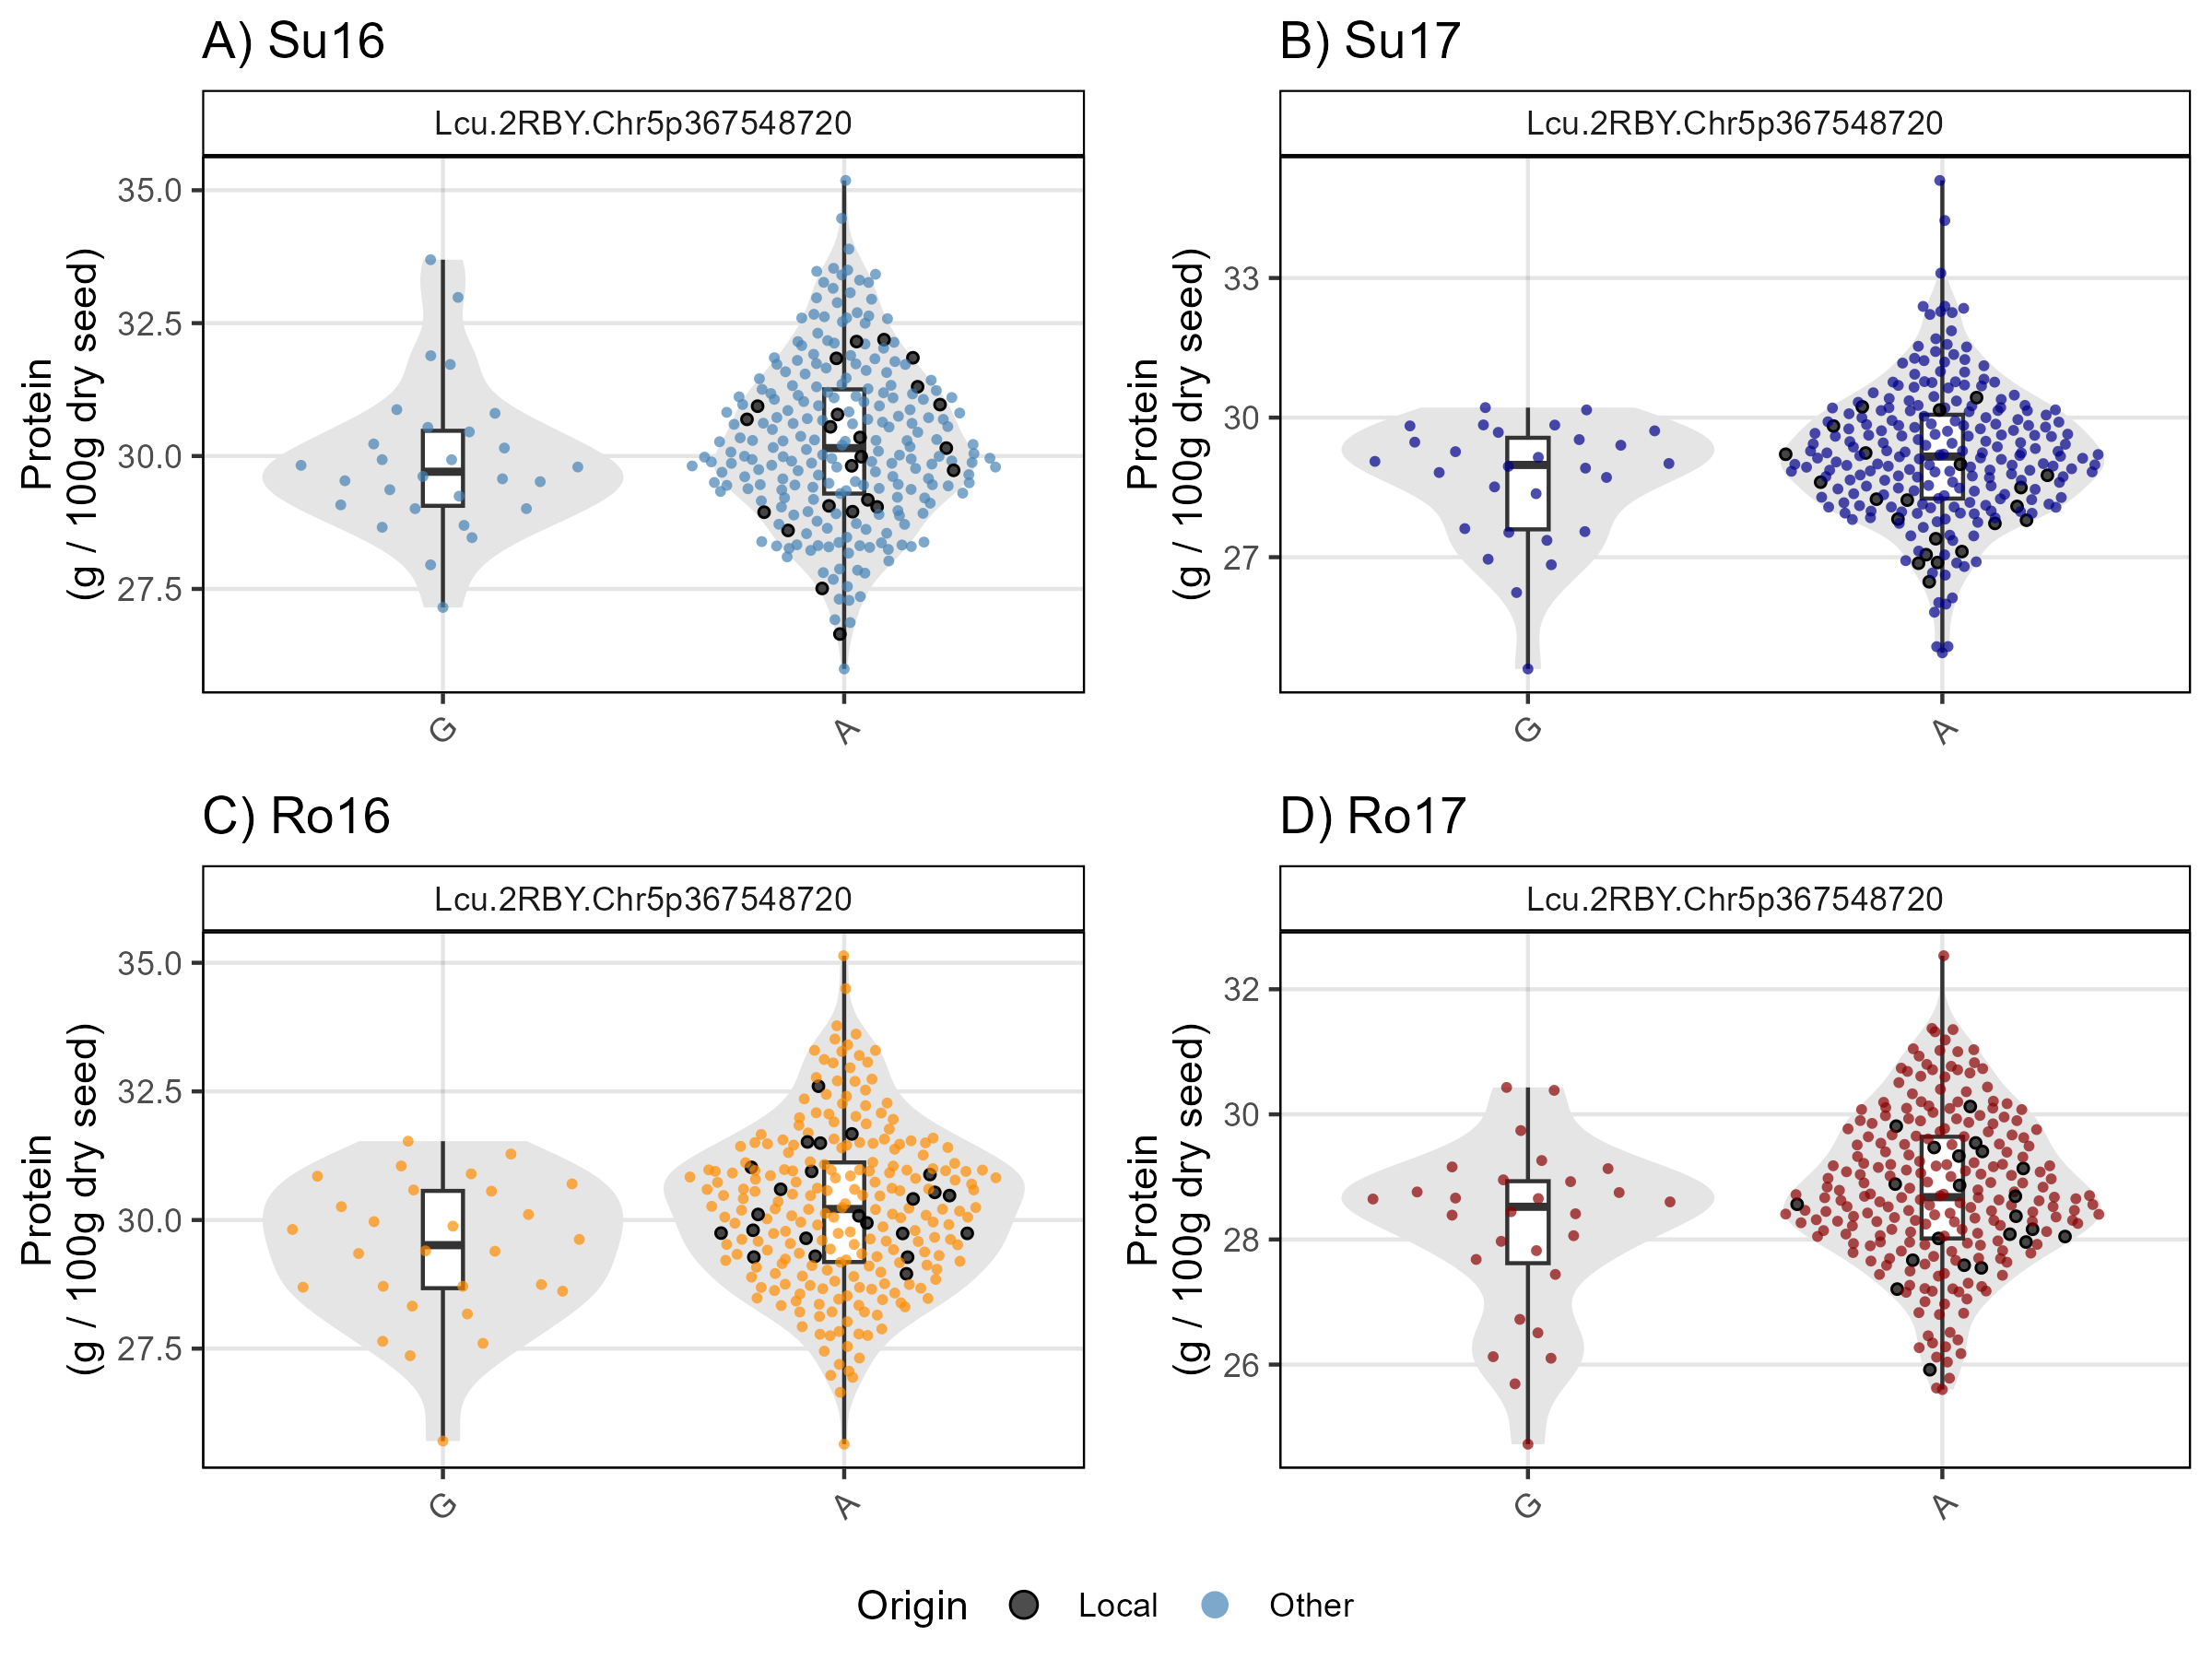 A) Su16
Lcu.2RBY.Chr5p367548720
Protein
(g / 100g dry seed)
35.0
32.5
30.0
27.5
G
A
B) Su17
Lcu.2RBY.Chr5p367548720
Protein
(g / 100g dry seed)
33
30
27
G
A
C) Ro16
Lcu.2RBY.Chr5p367548720
Protein
(g / 100g dry seed)
35.0
32.5
30.0
27.5
G
A
D) Ro17
Lcu.2RBY.Chr5p367548720
Protein
(g / 100g dry seed)
32
30
28
26
G
A
Origin Local Other